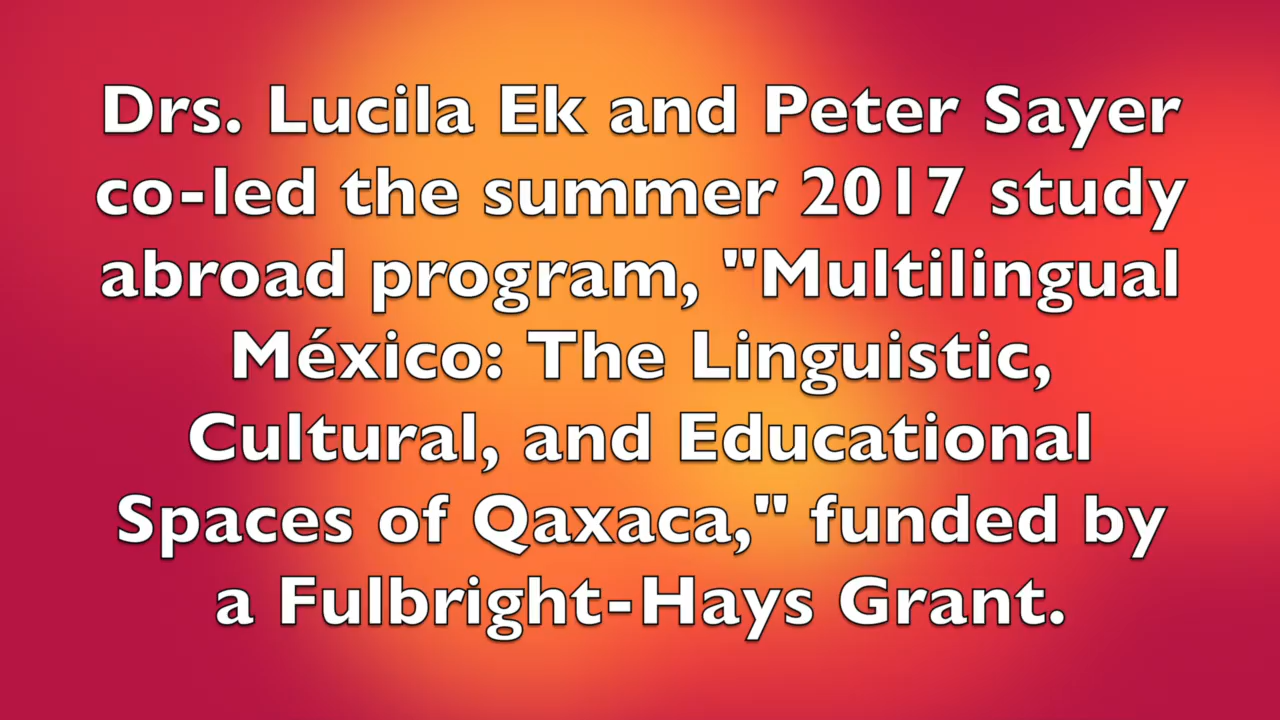 Drs. Lucila Ek and Peter Sayer
co-led the summer 2017 study
abroad program, "Multilingual
México: The Linguistic,
Cultural, and Educational
Spaces of Qaxaca," funded by
a Fulbright-Hays Grant.